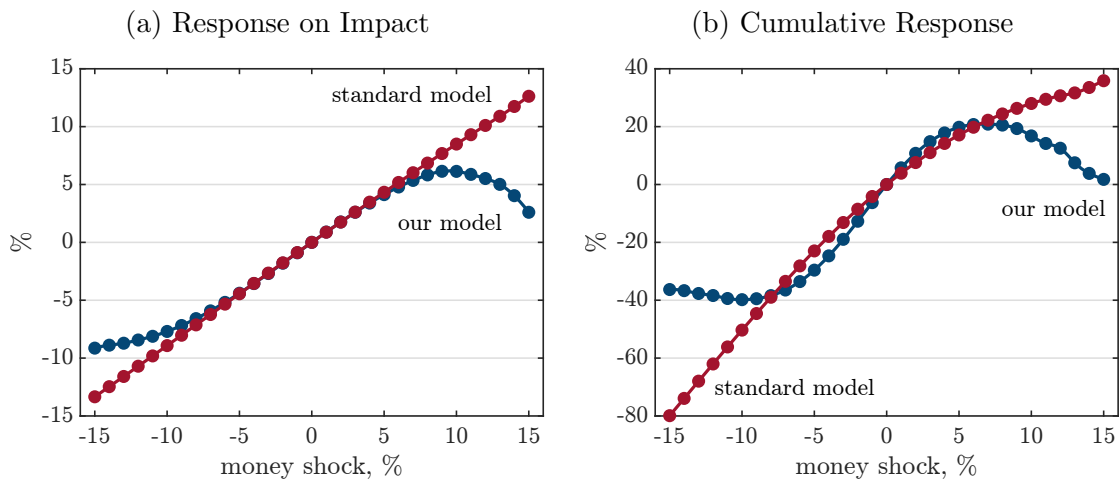 (a) Response on Impact
15
10
5
0
-5
-10
-15
%
standard model
our model
-15 -10 -5 0 5 10 15
money shock, %
(b) Cumulative Response
40
20
0
-20
-40
-60
-80
%
our model
standard model
-15 -10 -5 0 5 10 15
money shock, %